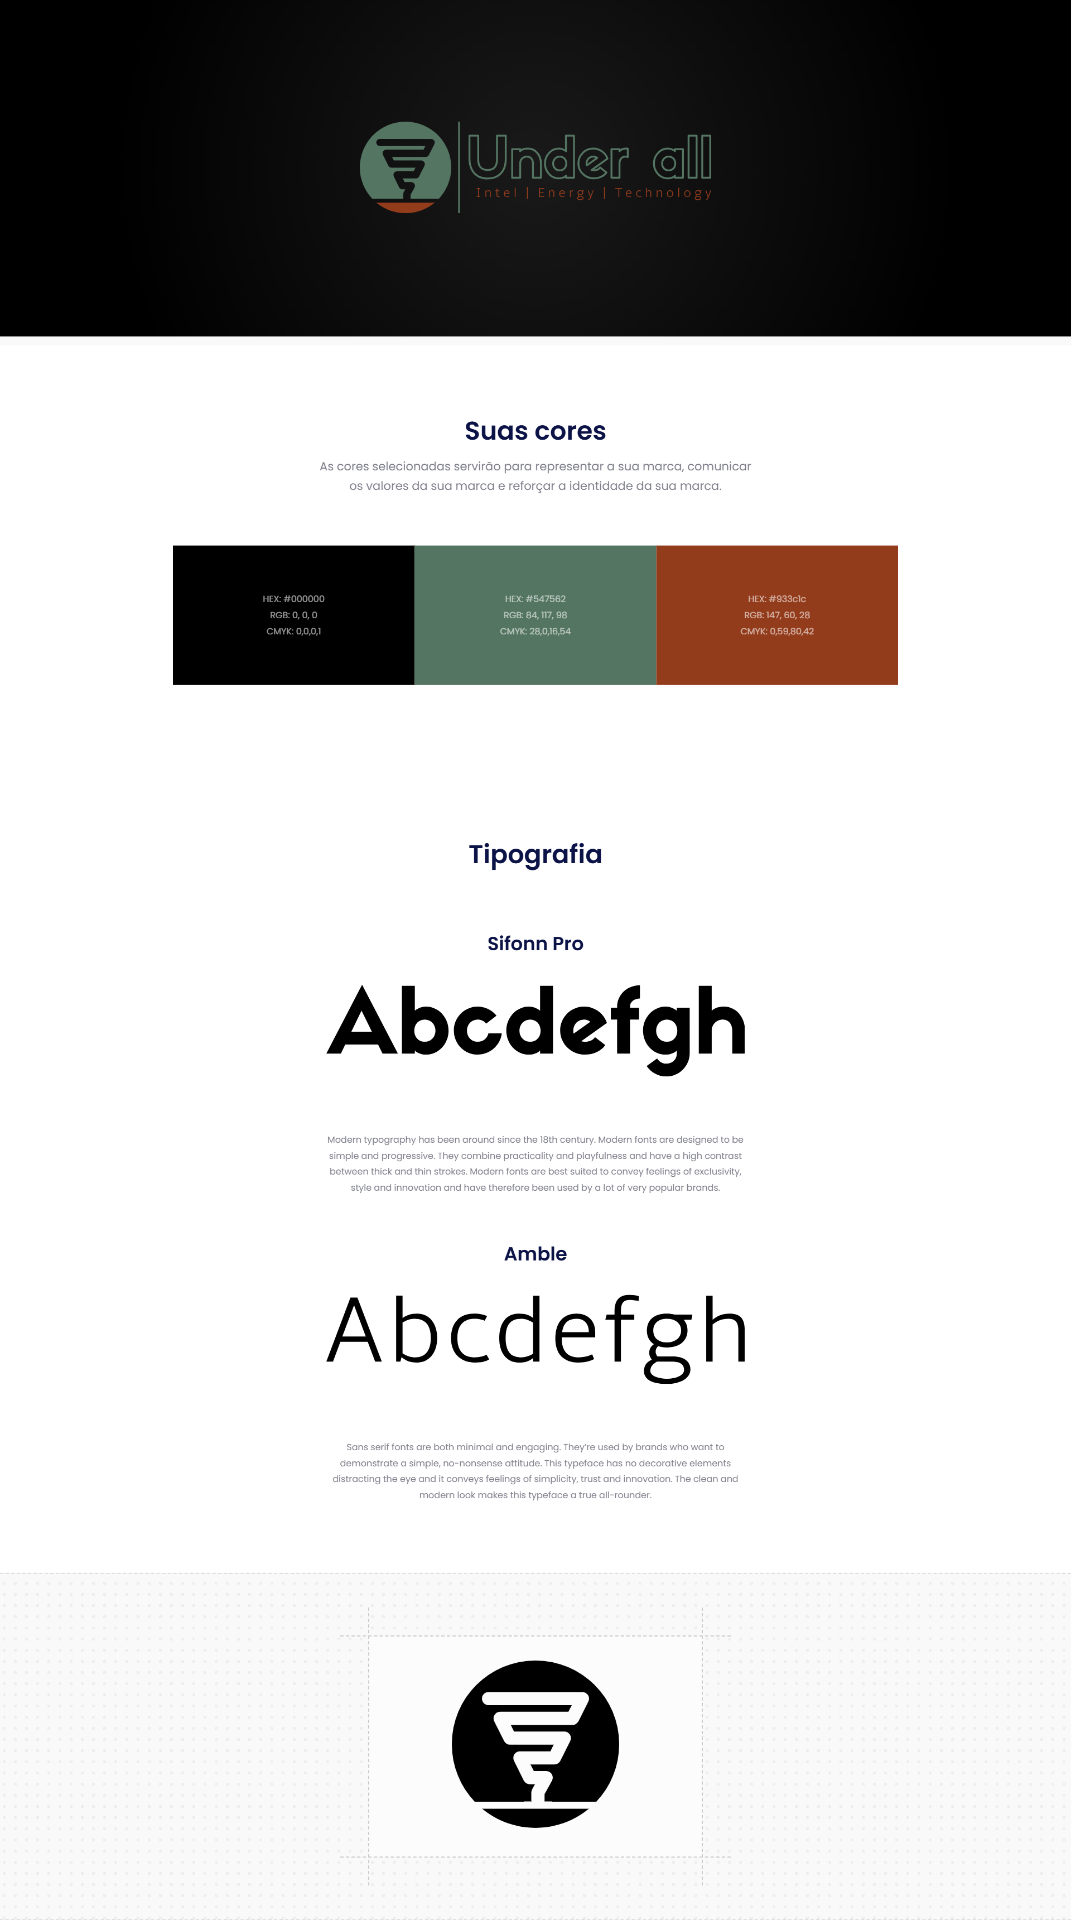 Under all
Intel | Energy | Technology
Suas cores
As cores selecionadas servirão para representar a sua marca, comunicar
os valores da sua marca e reforçar a identidade da sua marca.
HEX: #000000
RGB: 0, 0, 0
CMYK: 0,0,0,1
HEX: #547562
RGB: 84, 117, 98
CMYK: 28,0,16,54
HEX: #933c1c
RGB: 147, 60, 28
CMYK: 0,59,80,42
Tipografia
Sifonn Pro
Abcdefgh
Modern typography has been around since the 18th century. Modern fonts are designed to be
simple and progressive. They combine practicality and playfulness and have a high contrast
between thick and thin strokes. Modern fonts are best suited to convey feelings of exclusivity,
style and innovation and have therefore been used by a lot of very popular brands.
Amble
Abcdefgh
Sans serif fonts are both minimal and engaging. They're used by brands who want to
demonstrate a simple, no-nonsense attitude. This typeface has no decorative elements
distracting the eye and it conveys feelings of simplicity, trust and innovation. The clean and
modern look makes this typeface a true all-rounder.